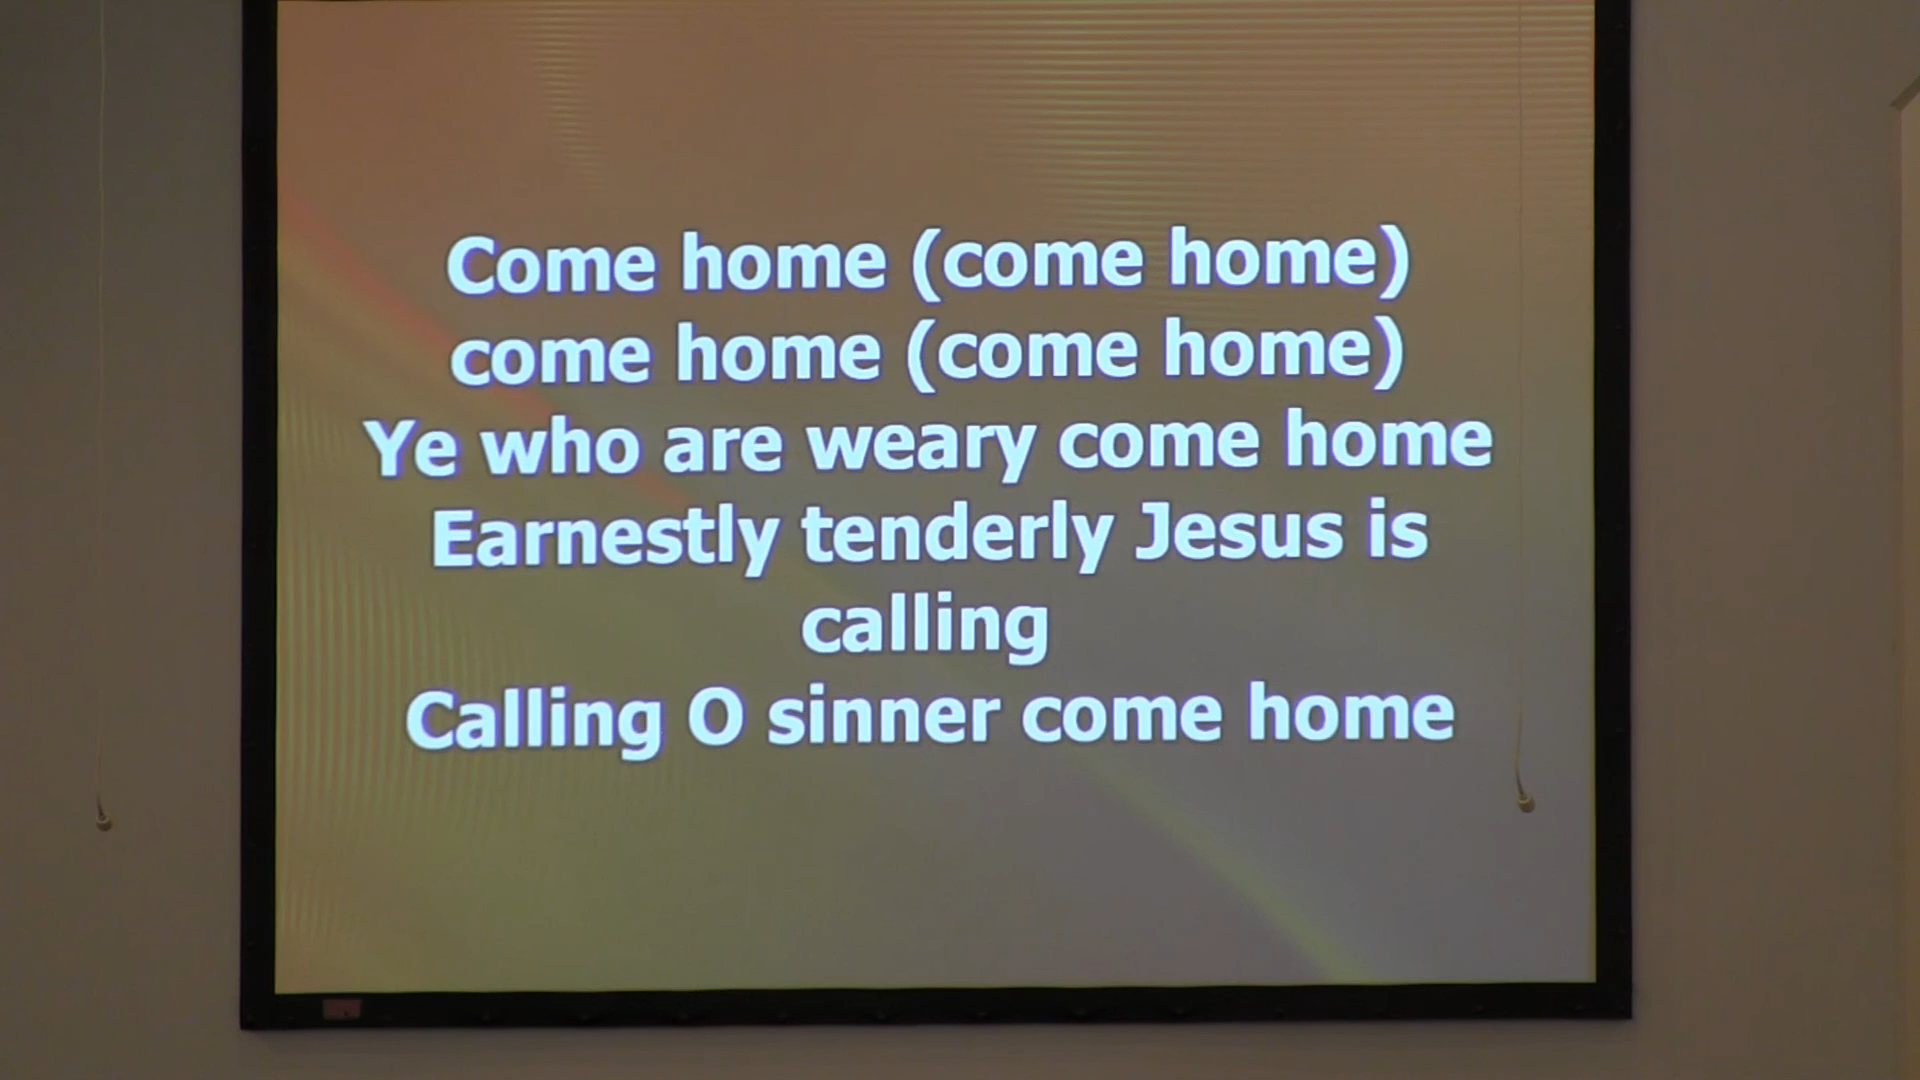 Come home (come home)
come home (come home)
Ye who are weary come home
Earnestly tenderly Jesus is
calling
Calling O sinner come home